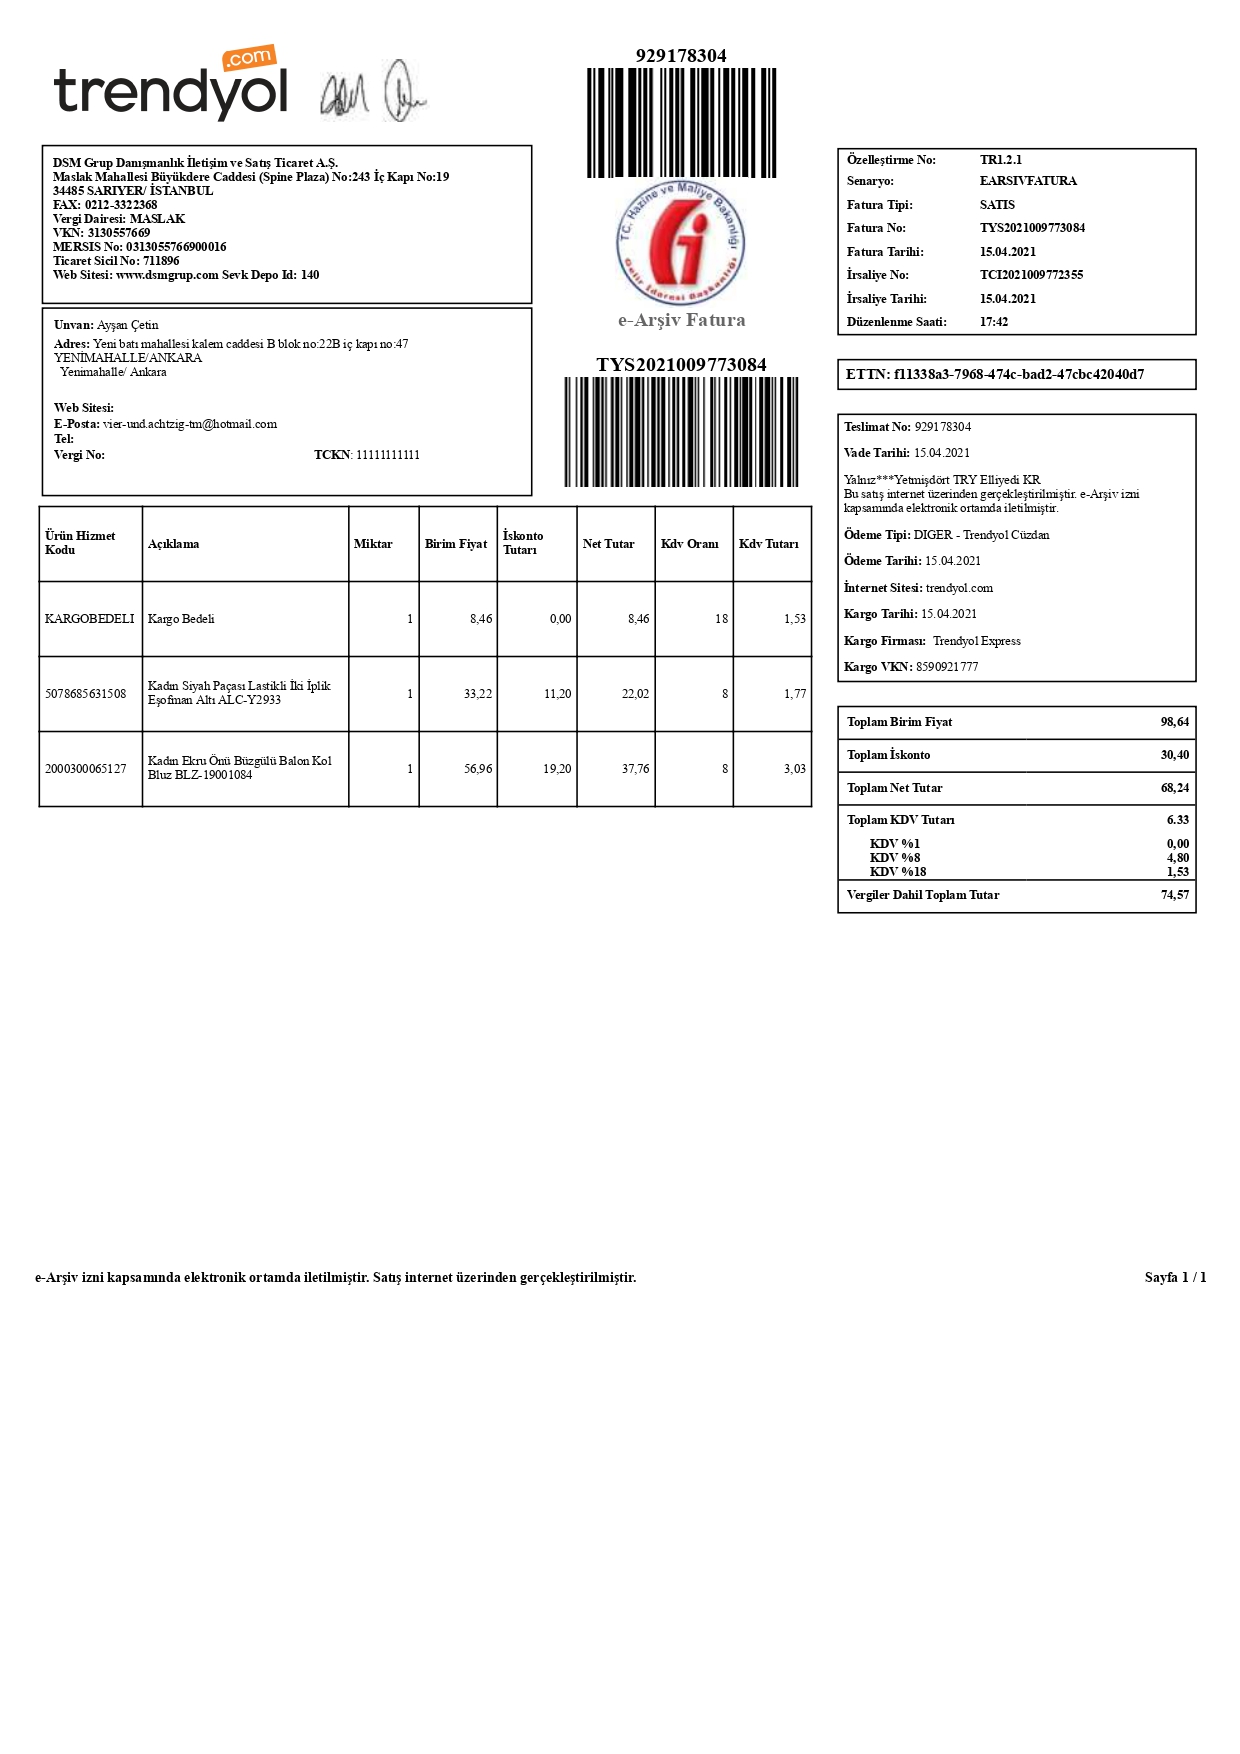 trendyol
.com
929178304
DSM Grup Danışmanlık İletişim ve Satış Ticaret A.Ş.
Maslak Mahallesi Büyükdere Caddesi (Spine Plaza) No:243 İç Kapı No:19
34485 SARIYER/ İSTANBUL
FAX: 0212-3322368
Vergi Dairesi: MASLAK
VKN: 3130557669
MERSIS No: 0313055766900016
Ticaret Sicil No: 711896
Web Sitesi: www.dsmgrup.com Sevk Depo Id: 140
T.C. Hazine ve Maliye Bakanlığı
Gelir İdaresi Başkanlığı
e-Arşiv Fatura
Özelleştirme No: TR1.2.1
Senaryo: EARSIVFATURA
Fatura Tipi: SATIS
Fatura No: TYS2021009773084
Fatura Tarihi: 15.04.2021
İrsaliye No: TCI2021009772355
İrsaliye Tarihi: 15.04.2021
Düzenlenme Saati: 17:42
Unvan: Ayşan Çetin
Adres: Yeni batı mahallesi kalem caddesi B blok no:22B iç kapı no:47
YENİMAHALLE/ANKARA
Yenimahalle/ Ankara
Web Sitesi:
E-Posta: vier-und.achtzig-tm@hotmail.com
Tel:
Vergi No: TCKN: 11111111111
TYS2021009773084
ETTN: f11338a3-7968-474c-bad2-47cbc42040d7
Teslimat No: 929178304
Vade Tarihi: 15.04.2021
Yalnız***Yetmişdört TRY Elliyedi KR
Bu satış internet üzerinden gerçekleştirilmiştir. e-Arşiv izni
kapsamında elektronik ortamda iletilmiştir.
Ödeme Tipi: DIGER - Trendyol Cüzdan
Ödeme Tarihi: 15.04.2021
İnternet Sitesi: trendyol.com
Kargo Tarihi: 15.04.2021
Kargo Firması: Trendyol Express
Kargo VKN: 8590921777
Ürün Hizmet Kodu Açıklama Miktar Birim Fiyat İskonto Tutarı Net Tutar Kdv Oranı Kdv Tutarı
KARGOBEDELI Kargo Bedeli 1 8,46 0,00 8,46 18 1,53
5078685631508 Kadın Siyah Paçası Lastikli İki İplik
Eşofman Altı ALC-Y2933 1 33,22 11,20 22,02 8 1,77
2000300065127 Kadın Ekru Önü Büzgülü Balon Kol
Bluz BLZ-19001084 1 56,96 19,20 37,76 8 3,03
Toplam Birim Fiyat 98,64
Toplam İskonto 30,40
Toplam Net Tutar 68,24
Toplam KDV Tutarı 6.33
KDV %1 0,00
KDV %8 4,80
KDV %18 1,53
Vergiler Dahil Toplam Tutar 74,57
e-Arşiv izni kapsamında elektronik ortamda iletilmiştir. Satış internet üzerinden gerçekleştirilmiştir.
Sayfa 1 / 1